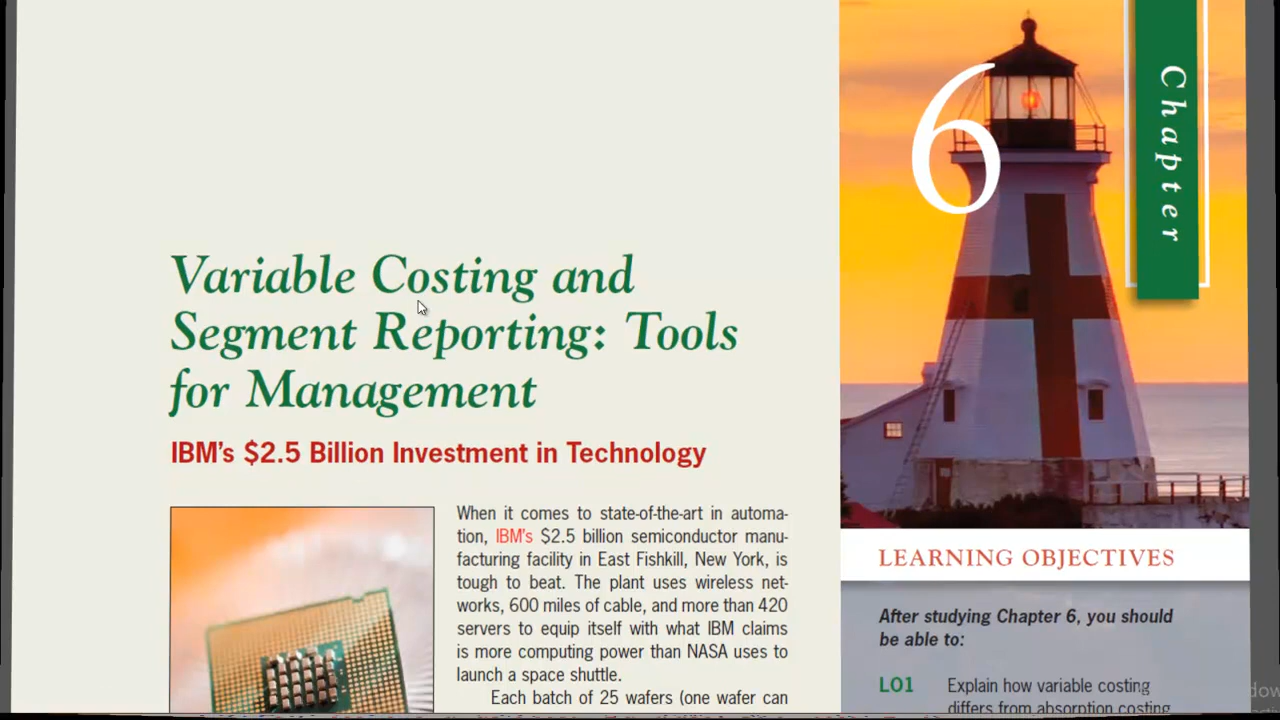 6
Chapter
Variable Costing and
Segment Reporting: Tools
for Management
IBM's $2.5 Billion Investment in Technology
When it comes to state-of-the-art in automa-
tion, IBM's $2.5 billion semiconductor manu-
facturing facility in East Fishkill, New York, is
tough to beat. The plant uses wireless net-
works, 600 miles of cable, and more than 420
servers to equip itself with what IBM claims
is more computing power than NASA uses to
launch a space shuttle.
Each batch of 25 wafers (one wafer can
LEARNING OBJECTIVES
After studying Chapter 6, you should
be able to:
LO1 Explain how variable costing
differs from absorption costing